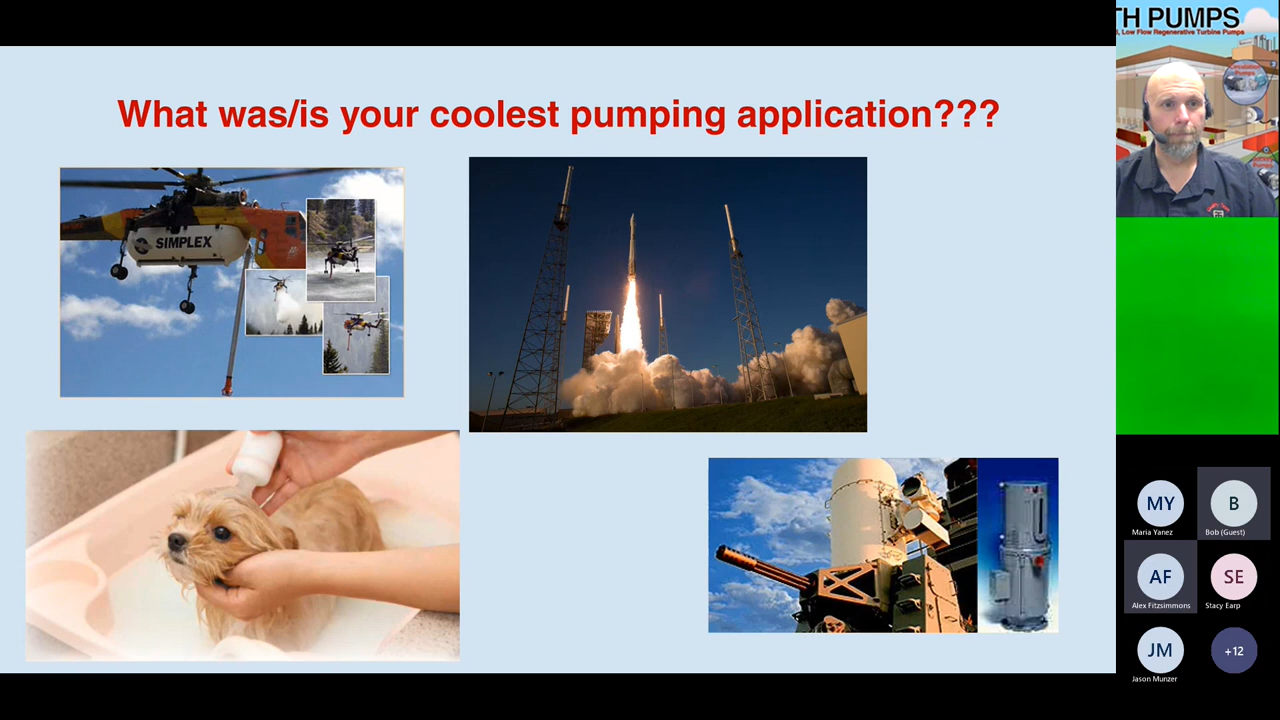 What was/is your coolest pumping application???
SIMPLEX
TH PUMPS
, Low Flow Regenerative Turbine Pumps
MY
Maria Yanez
B
Bob (Guest)
AF
Alex Fitzsimmons
SE
Stacy Earp
JM
Jason Munzer
+12